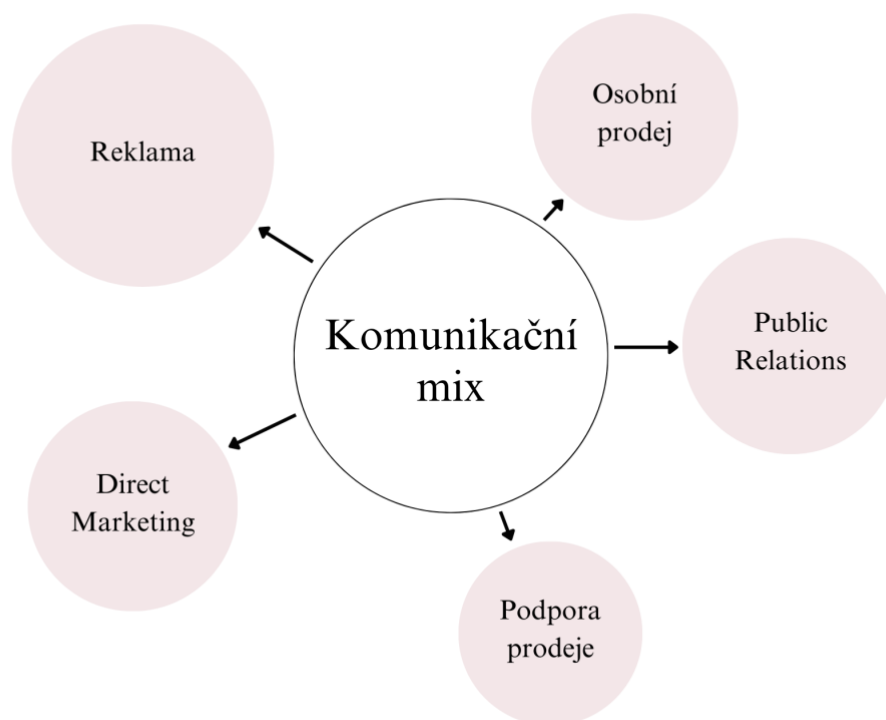 Osobní
prodej
Reklama
Public
Relations
Komunikační
mix
Direct
Marketing
Podpora
prodeje